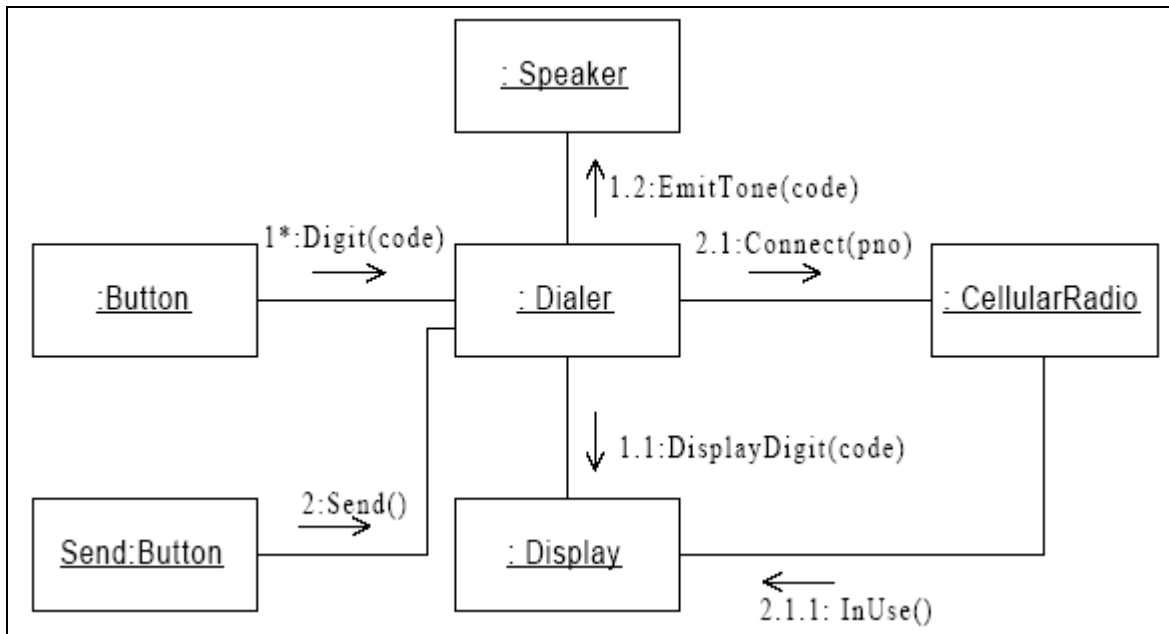 : Speaker
1.2:EmitTone(code)
1*:Digit(code)
2.1:Connect(pno)
:Button
: Dialer
: CellularRadio
1.1:DisplayDigit(code)
2:Send()
Send:Button
: Display
2.1.1: InUse()